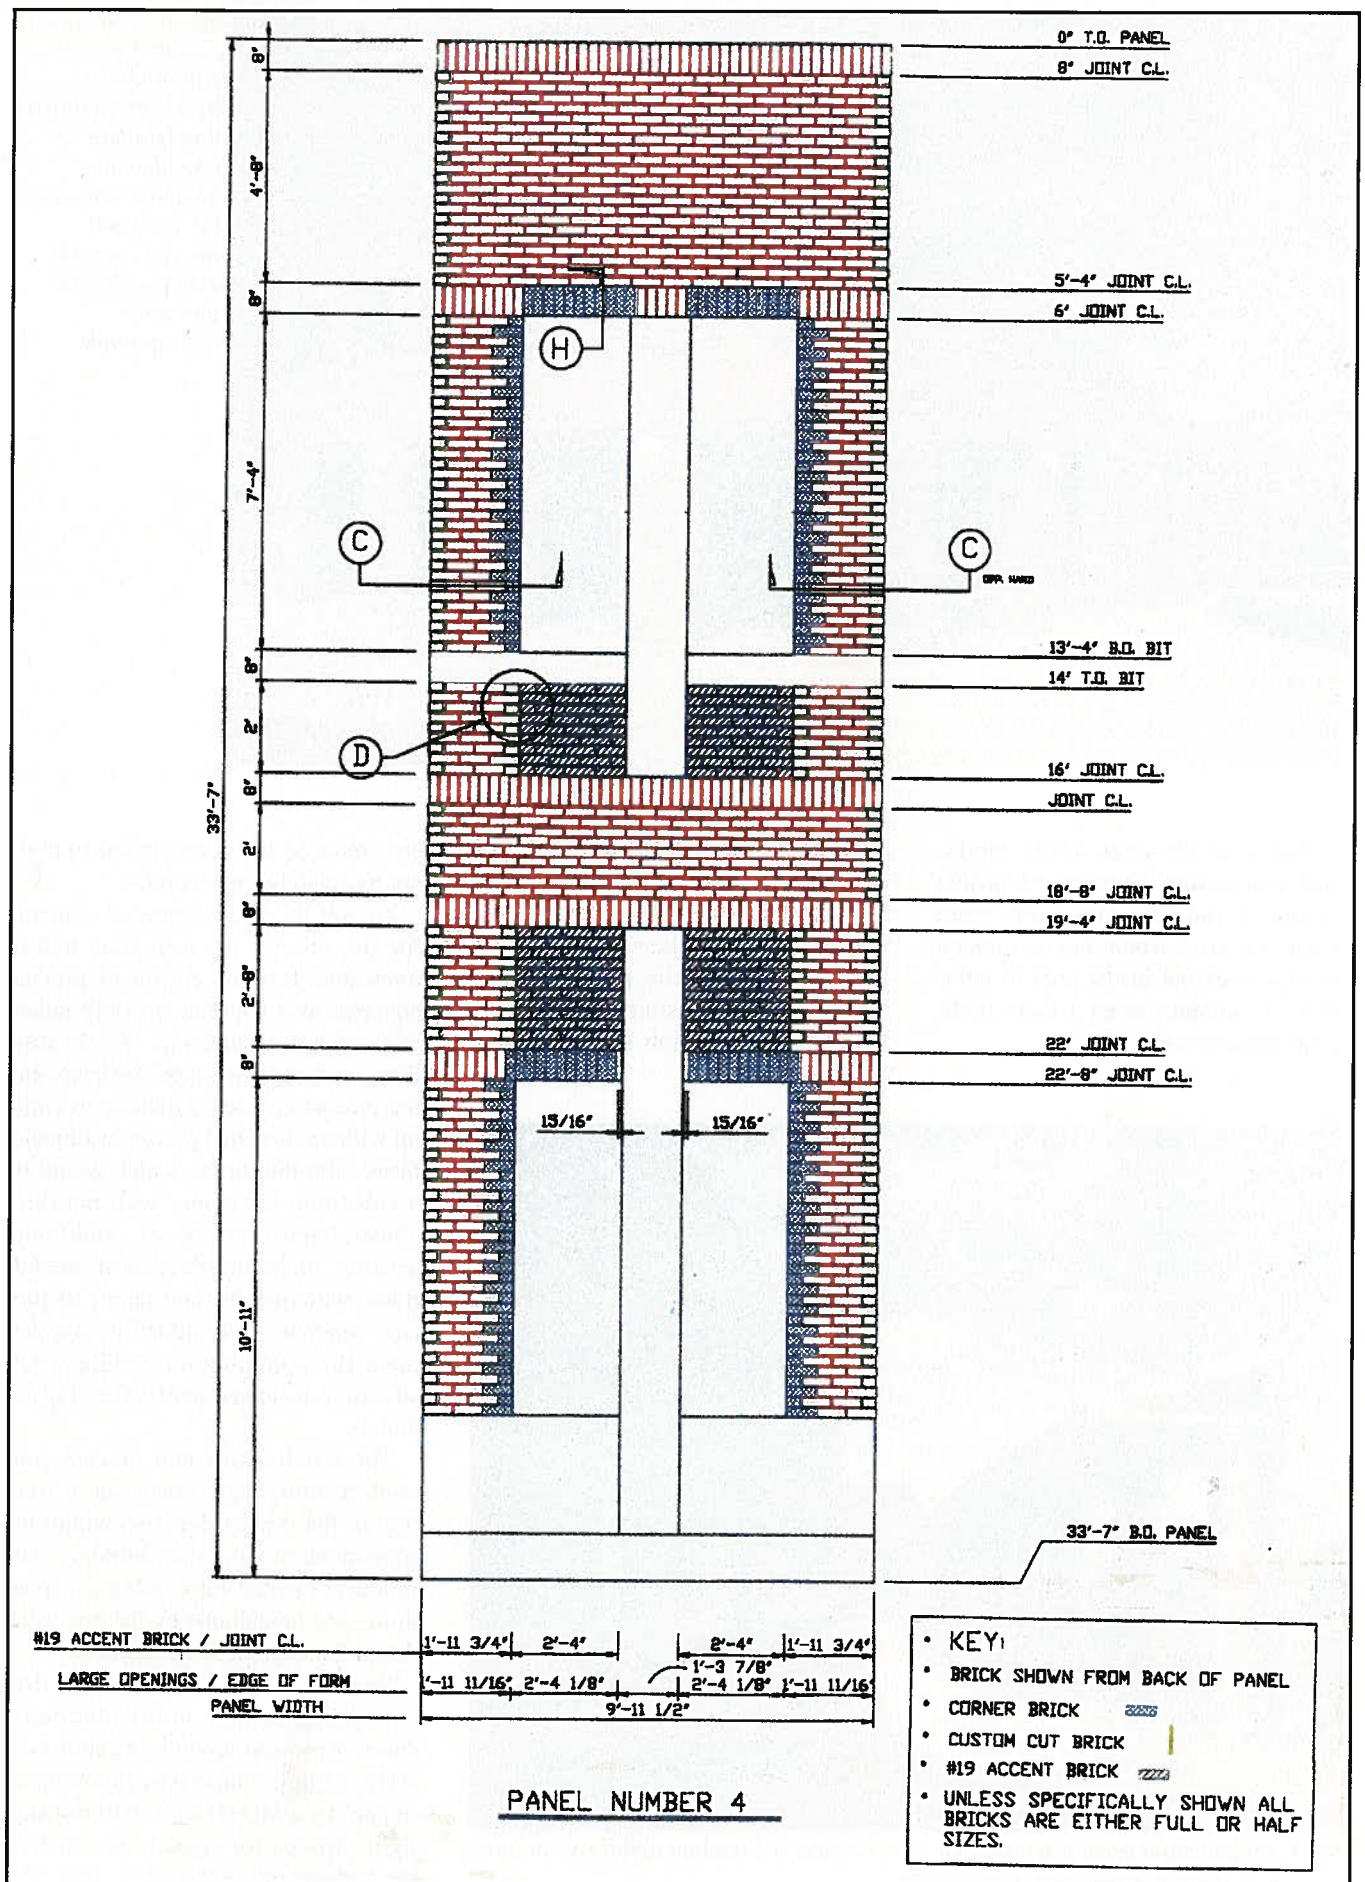 0" T.O. PANEL
8" JOINT C.L.
8"
4'-8"
5'-4" JOINT C.L.
8"
6' JOINT C.L.
H
7'-4"
C
C
OPP. HAND
13'-4" B.O. BIT
8"
14' T.O. BIT
2'
D
16' JOINT C.L.
8"
JOINT C.L.
33'-7"
2'
18'-8" JOINT C.L.
8"
19'-4" JOINT C.L.
2'-8"
22' JOINT C.L.
8"
22'-8" JOINT C.L.
15/16"
15/16"
10'-11"
33'-7" B.O. PANEL
#19 ACCENT BRICK / JOINT C.L.
1'-11 3/4"
2'-4"
2'-4"
1'-11 3/4"
1'-3 7/8"
LARGE OPENINGS / EDGE OF FORM
1'-11 11/16"
2'-4 1/8"
2'-4 1/8"
1'-11 11/16"
PANEL WIDTH
9'-11 1/2"
PANEL NUMBER 4
• KEY:
• BRICK SHOWN FROM BACK OF PANEL
• CORNER BRICK
• CUSTOM CUT BRICK
• #19 ACCENT BRICK
• UNLESS SPECIFICALLY SHOWN ALL
BRICKS ARE EITHER FULL OR HALF
SIZES.